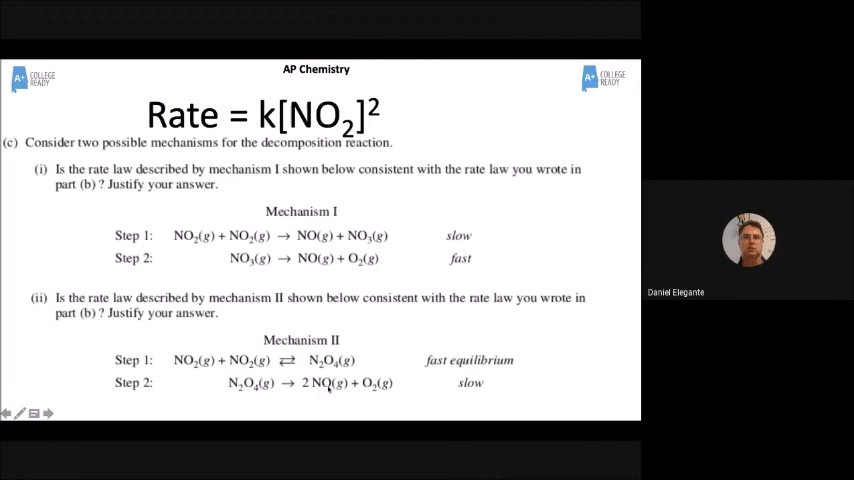 AP Chemistry
A+ COLLEGE READY
A+ COLLEGE READY
Rate = k[NO₂]²
(c) Consider two possible mechanisms for the decomposition reaction.
(i) Is the rate law described by mechanism I shown below consistent with the rate law you wrote in
part (b) ? Justify your answer.
Mechanism I
Step 1: NO₂(g) + NO₂(g) → NO(g) + NO₃(g) slow
Step 2: NO₃(g) → NO(g) + O₂(g) fast
(ii) Is the rate law described by mechanism II shown below consistent with the rate law you wrote in
part (b) ? Justify your answer.
Mechanism II
Step 1: NO₂(g) + NO₂(g) ⇄ N₂O₄(g) fast equilibrium
Step 2: N₂O₄(g) → 2 NO(g) + O₂(g) slow
Daniel Elegante